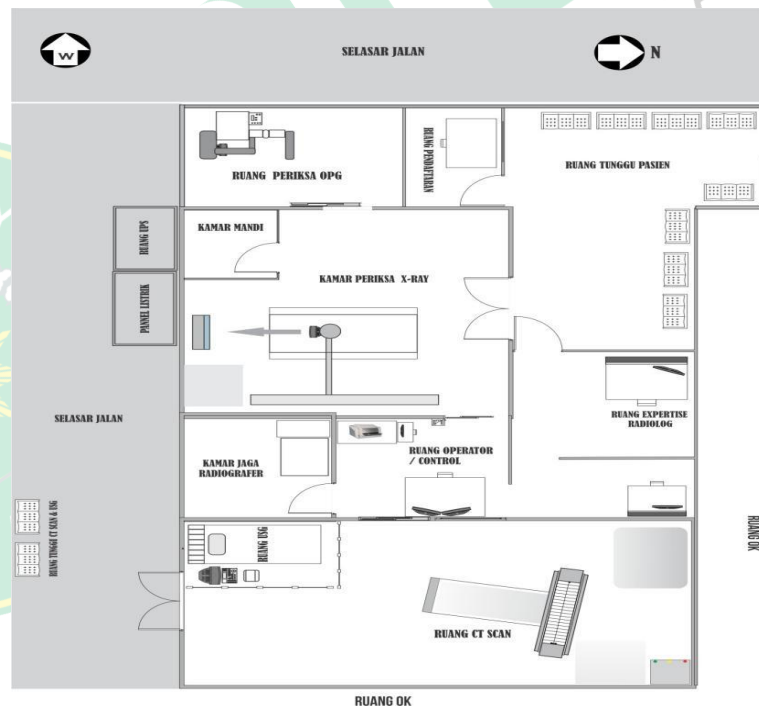 W
SELASAR JALAN
N
RUANG PERIKSA OPG
RUANG PENDAFTARAN
RUANG TUNGGU PASIEN
RUANG UPS
KAMAR MANDI
KAMAR PERIKSA X-RAY
PANNEL LISTRIK
SELASAR JALAN
KAMAR JAGA
RADIOGRAFER
RUANG OPERATOR
/ CONTROL
RUANG EXPERTISE
RADIOLOG
RUANG TUNGGU CT SCAN & USG
RUANG USG
RUANG CT SCAN
RUANG OK
RUANG OK